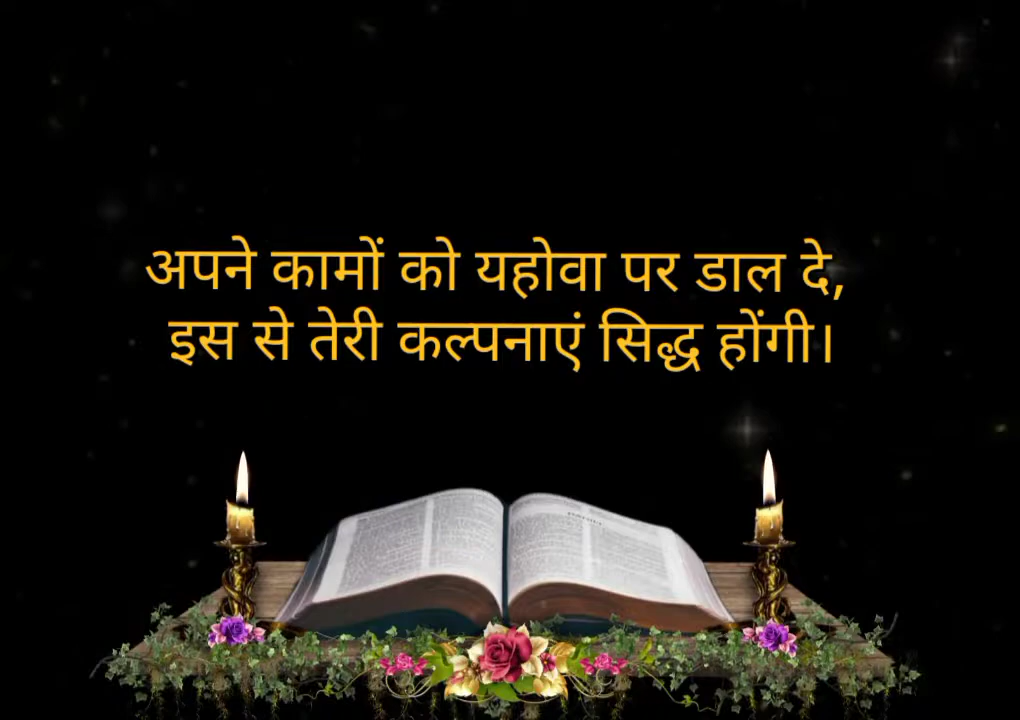 अपने कामों को यहोवा पर डाल दे,
इस से तेरी कल्पनाएं सिद्ध होंगी।